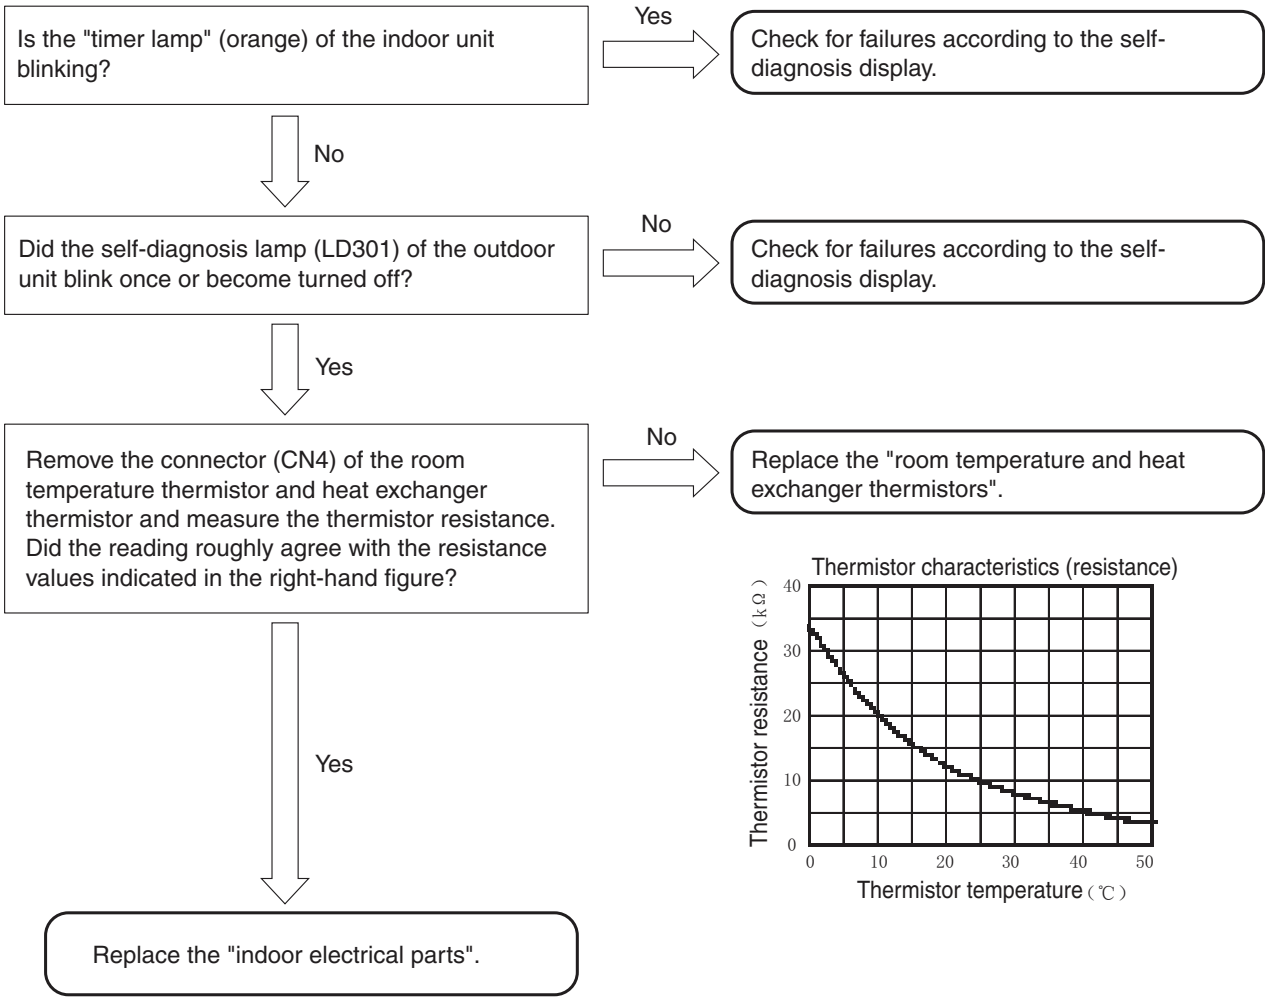 Is the "timer lamp" (orange) of the indoor unit
blinking?
Yes
Check for failures according to the self-
diagnosis display.
No
Did the self-diagnosis lamp (LD301) of the outdoor
unit blink once or become turned off?
No
Check for failures according to the self-
diagnosis display.
Yes
Remove the connector (CN4) of the room
temperature thermistor and heat exchanger
thermistor and measure the thermistor resistance.
Did the reading roughly agree with the resistance
values indicated in the right-hand figure?
No
Replace the "room temperature and heat
exchanger thermistors".
Yes
Thermistor characteristics (resistance)
Thermistor resistance (kΩ)
40
30
20
10
0
0 10 20 30 40 50
Thermistor temperature (℃)
Replace the "indoor electrical parts".